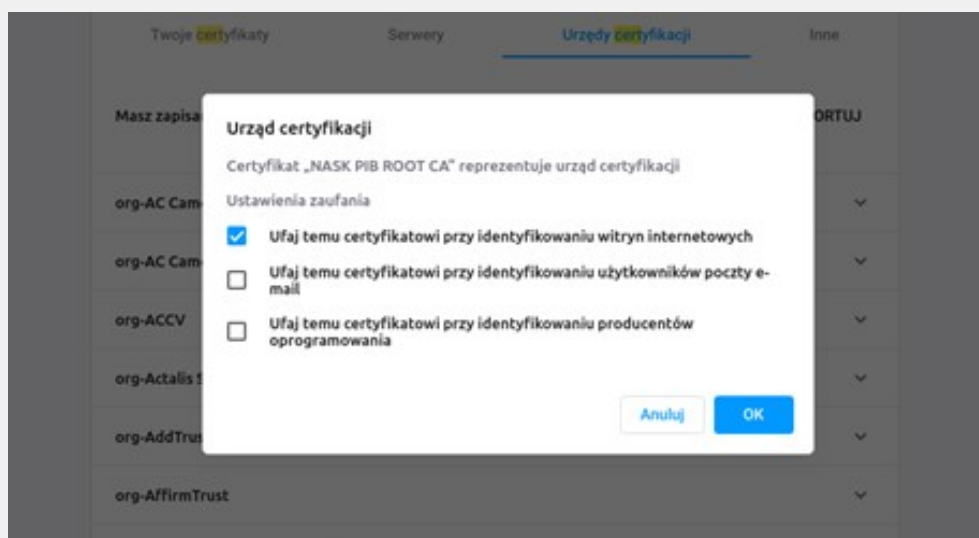 Twoje certyfikaty Serwery Urzędy certyfikacji Inne
Masz zapisa ORTUJ
Urząd certyfikacji
Certyfikat „NASK PIB ROOT CA” reprezentuje urząd certyfikacji
Ustawienia zaufania
Ufaj temu certyfikatowi przy identyfikowaniu witryn internetowych
Ufaj temu certyfikatowi przy identyfikowaniu użytkowników poczty e-
mail
Ufaj temu certyfikatowi przy identyfikowaniu producentów
oprogramowania
Anuluj OK
org-AC Cam
org-AC Cam
org-ACCV
org-Actalis S
org-AddTrus
org-AffirmTrust